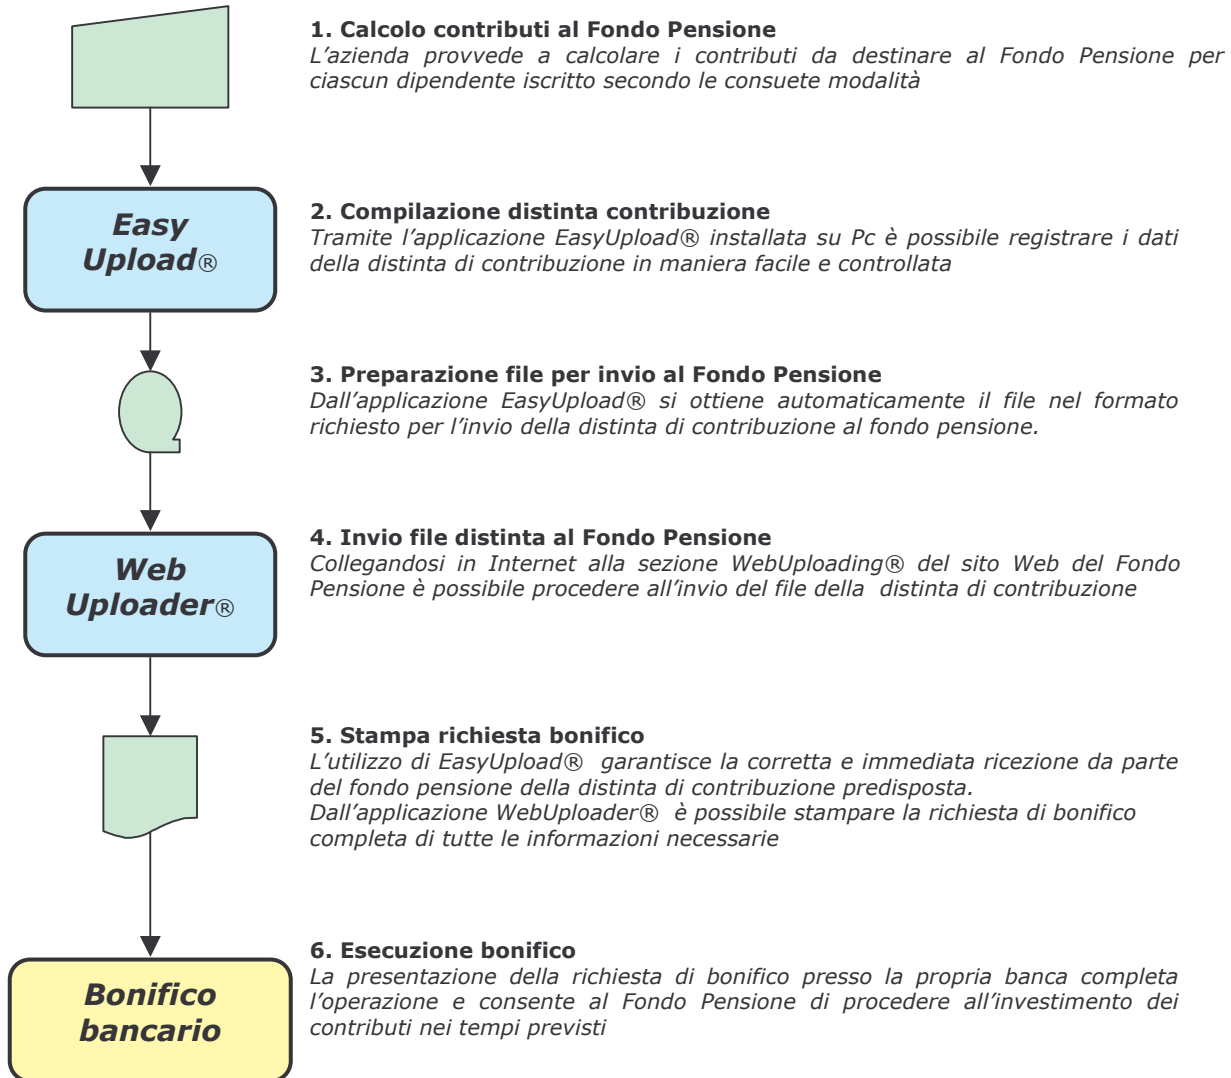 1. Calcolo contributi al Fondo Pensione
L’azienda provvede a calcolare i contributi da destinare al Fondo Pensione per
ciascun dipendente iscritto secondo le consuete modalità
Easy
Upload®
2. Compilazione distinta contribuzione
Tramite l’applicazione EasyUpload® installata su Pc è possibile registrare i dati
della distinta di contribuzione in maniera facile e controllata
3. Preparazione file per invio al Fondo Pensione
Dall’applicazione EasyUpload® si ottiene automaticamente il file nel formato
richiesto per l’invio della distinta di contribuzione al fondo pensione.
Web
Uploader®
4. Invio file distinta al Fondo Pensione
Collegandosi in Internet alla sezione WebUploading® del sito Web del Fondo
Pensione è possibile procedere all’invio del file della  distinta di contribuzione
5. Stampa richiesta bonifico
L’utilizzo di EasyUpload®  garantisce la corretta e immediata ricezione da parte
del fondo pensione della distinta di contribuzione predisposta.
Dall’applicazione WebUploader®  è possibile stampare la richiesta di bonifico
completa di tutte le informazioni necessarie
Bonifico
bancario
6. Esecuzione bonifico
La presentazione della richiesta di bonifico presso la propria banca completa
l’operazione e consente al Fondo Pensione di procedere all’investimento dei
contributi nei tempi previsti